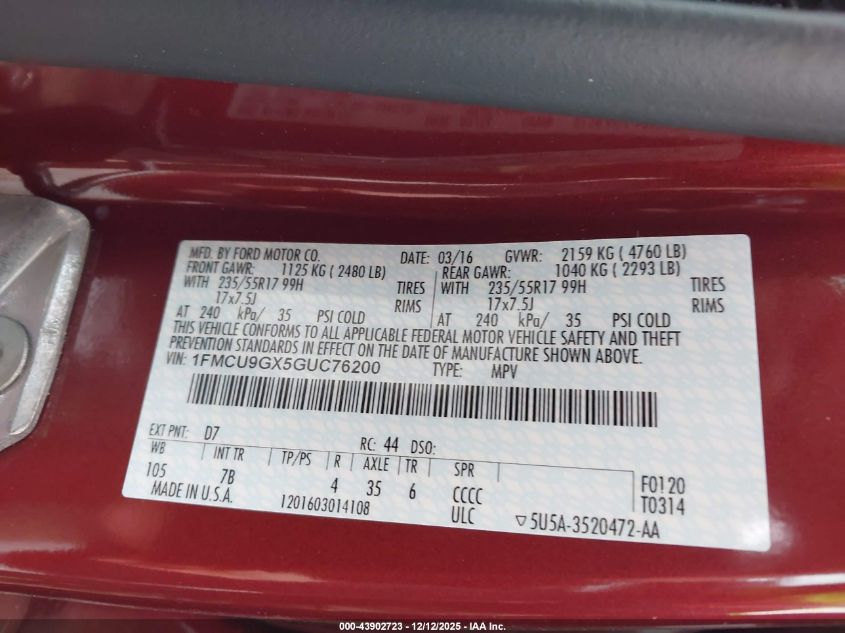 MFD. BY FORD MOTOR CO. DATE: 03/16 GVWR: 2159 KG ( 4760 LB)
FRONT GAWR: 1125 KG ( 2480 LB) REAR GAWR: 1040 KG ( 2293 LB)
WITH 235/55R17 99H TIRES WITH 235/55R17 99H TIRES
17x7.5J RIMS 17x7.5J RIMS
AT 240 kPa/ 35 PSI COLD AT 240 kPa/ 35 PSI COLD
THIS VEHICLE CONFORMS TO ALL APPLICABLE FEDERAL MOTOR VEHICLE SAFETY AND THEFT
PREVENTION STANDARDS IN EFFECT ON THE DATE OF MANUFACTURE SHOWN ABOVE.
VIN: 1FMCU9GX5GUC76200 TYPE: MPV
EXT PNT: D7 RC: 44 DSO:
WB INT TR TP/PS R AXLE TR SPR
105 7B 4 35 6 CCCC F0120
MADE IN U.S.A. 1201603014108 ULC T0314
▽5U5A-3520472-AA
000-43902723 - 12/12/2025 - IAA Inc.